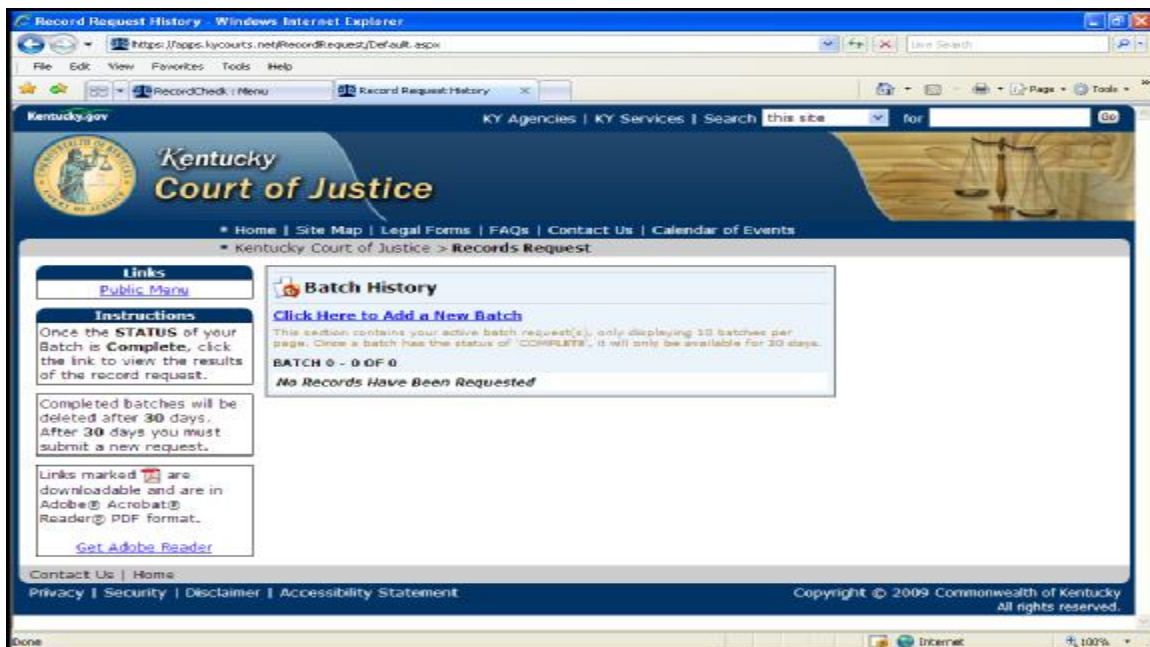 Record Request History - Windows Internet Explorer
https://apps.kycourts.net/RecordRequest/Default.aspx
Live Search
File Edit View Favorites Tools Help
RecordCheck : Menu
Record Request History
Page Tools
Kentucky.gov
KY Agencies | KY Services | Search this site for Go
Kentucky
Court of Justice
Home | Site Map | Legal Forms | FAQs | Contact Us | Calendar of Events
Kentucky Court of Justice > Records Request
Links
Public Menu
Instructions
Once the STATUS of your
Batch is Complete, click
the link to view the results
of the record request.
Completed batches will be
deleted after 30 days.
After 30 days you must
submit a new request.
Links marked are
downloadable and are in
Adobe® Acrobat®
Reader® PDF format.
Get Adobe Reader
Batch History
Click Here to Add a New Batch
This section contains your active batch request(s), only displaying 10 batches per
page. Once a batch has the status of 'COMPLETE', it will only be available for 30 days.
BATCH 0 - 0 OF 0
No Records Have Been Requested
Contact Us | Home
Privacy | Security | Disclaimer | Accessibility Statement
Copyright © 2009 Commonwealth of Kentucky
All rights reserved.
Done
Internet
100%